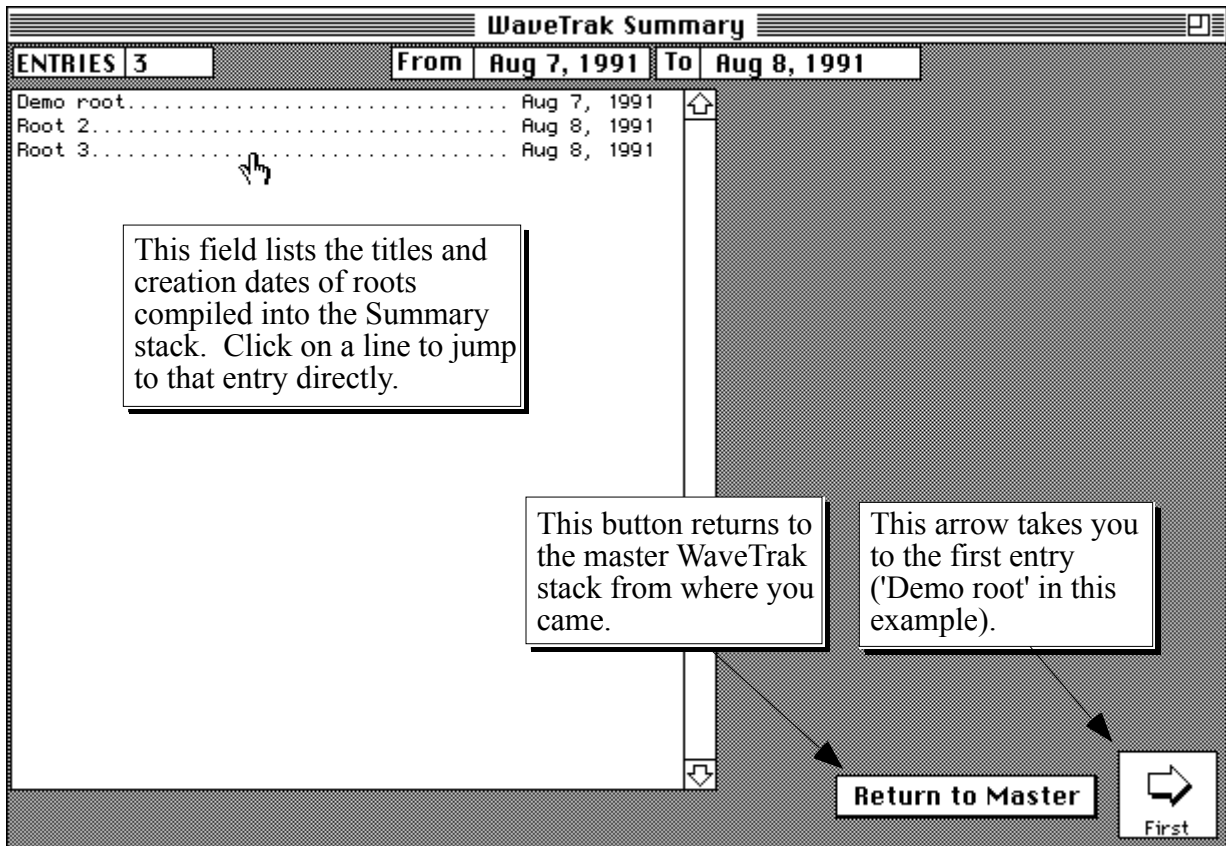 WaveTrak Summary
ENTRIES 3 From Aug 7, 1991 To Aug 8, 1991
Demo root................................... Aug 7, 1991
Root 2...................................... Aug 8, 1991
Root 3...................................... Aug 8, 1991
This field lists the titles and
creation dates of roots
compiled into the Summary
stack. Click on a line to jump
to that entry directly.
This button returns to
the master WaveTrak
stack from where you
came.
This arrow takes you
to the first entry
('Demo root' in this
example).
Return to Master
First